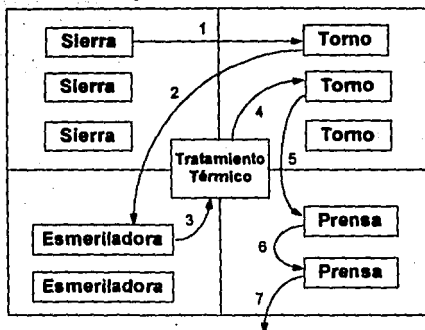 Sierra
1
Torno
Sierra
2
4
Torno
Sierra
Torno
Tratamiento
Térmico
5
Esmeriladora
3
Prensa
6
Esmeriladora
Prensa
7